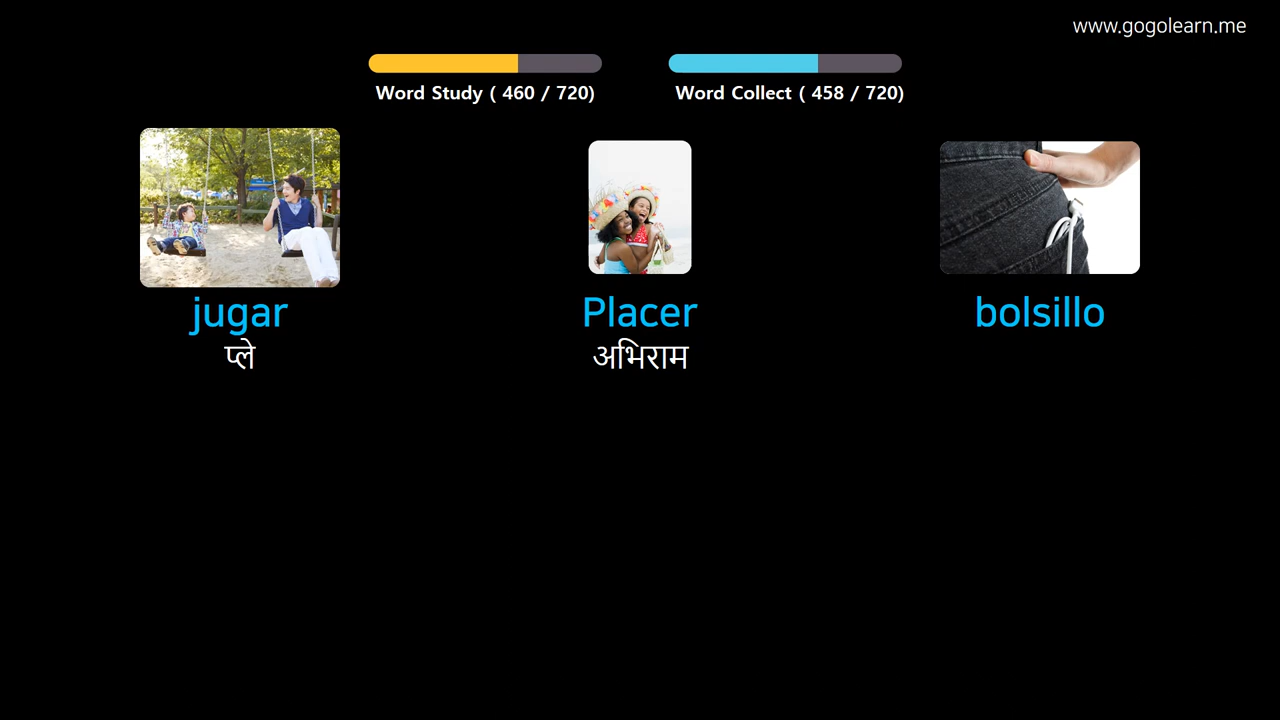 www.gogolearn.me
Word Study ( 460 / 720)
Word Collect ( 458 / 720)
jugar
Placer
bolsillo
प्ले
अभिराम